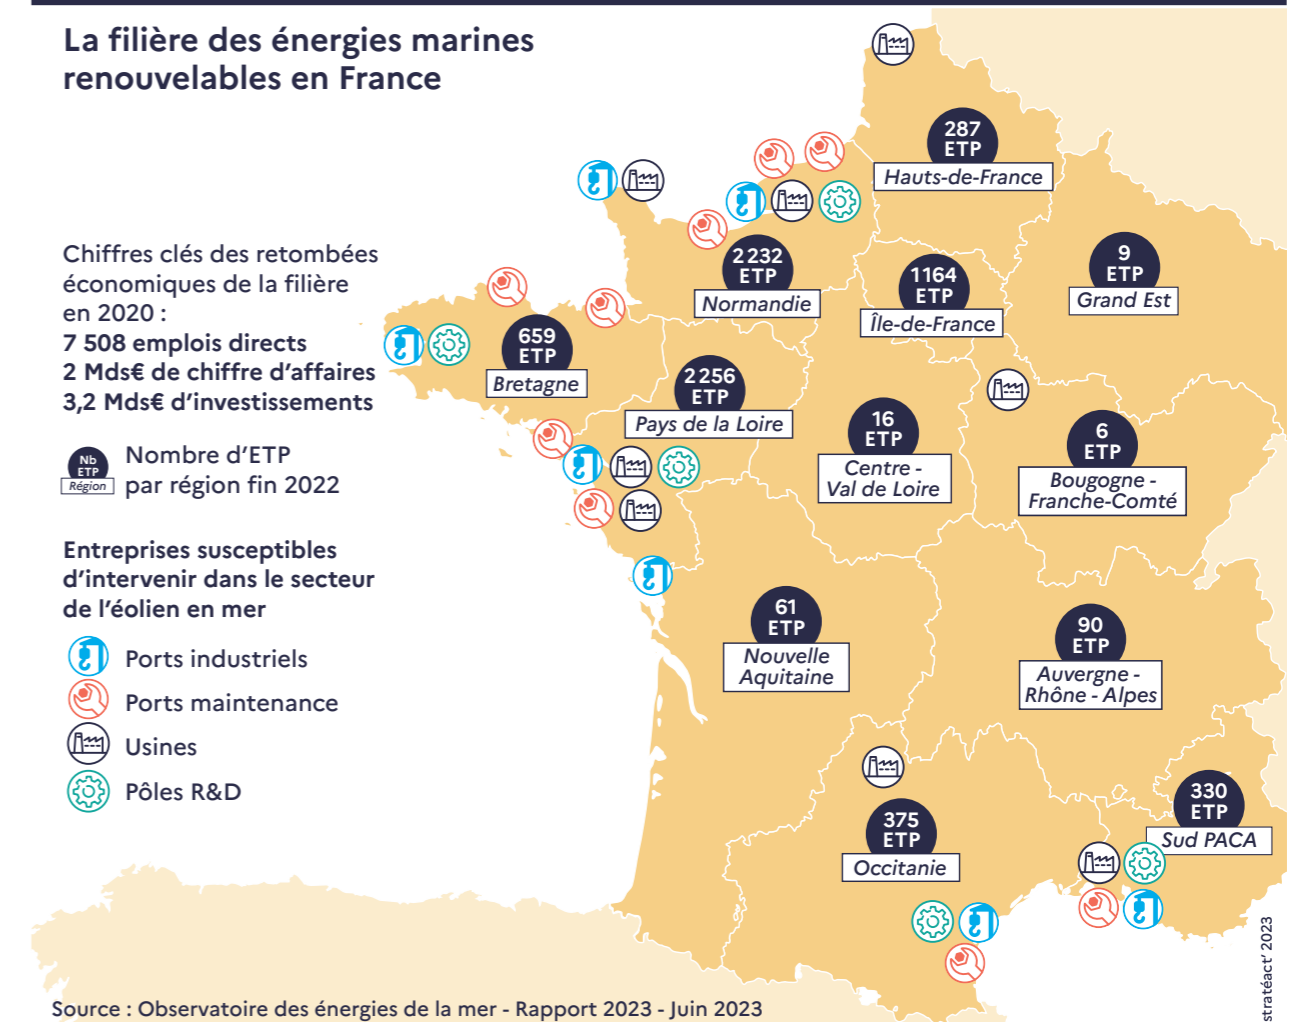 La filière des énergies marines
renouvelables en France
Chiffres clés des retombées
économiques de la filière
en 2020 :
7 508 emplois directs
2 Mds€ de chiffre d'affaires
3,2 Mds€ d'investissements
Nb
ETP
Région
Nombre d'ETP
par région fin 2022
Entreprises susceptibles
d'intervenir dans le secteur
de l'éolien en mer
Ports industriels
Ports maintenance
Usines
Pôles R&D
287
ETP
Hauts-de-France
2 232
ETP
Normandie
1164
ETP
Île-de-France
9
ETP
Grand Est
659
ETP
Bretagne
2 256
ETP
Pays de la Loire
16
ETP
Centre -
Val de Loire
6
ETP
Bougogne -
Franche-Comté
61
ETP
Nouvelle
Aquitaine
90
ETP
Auvergne -
Rhône - Alpes
375
ETP
Occitanie
330
ETP
Sud PACA
stratéact' 2023
Source : Observatoire des énergies de la mer - Rapport 2023 - Juin 2023